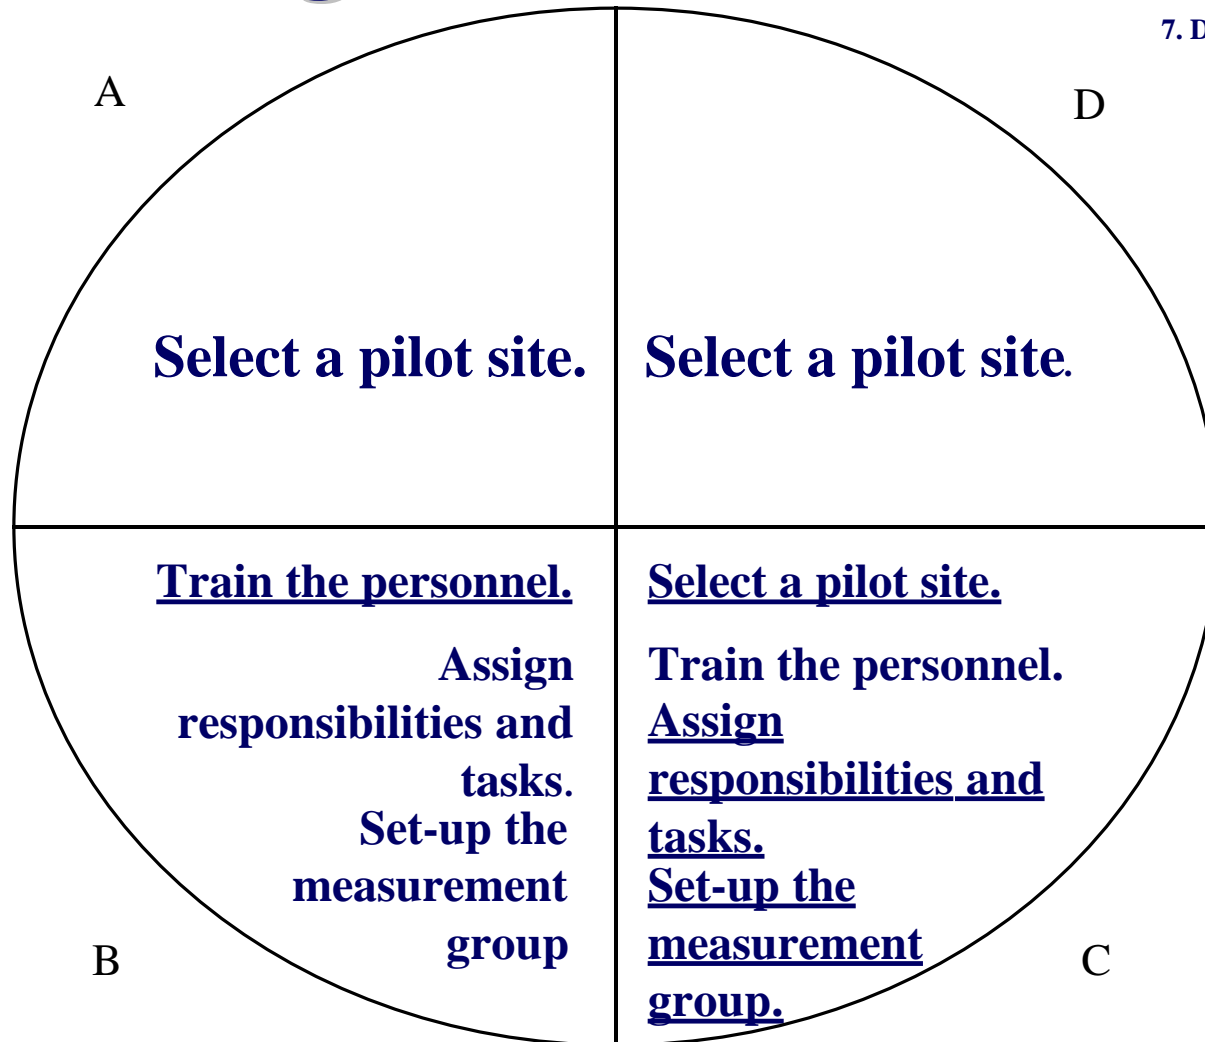 7. D
A
D
Select a pilot site.
Select a pilot site.
Train the personnel.
Assign
responsibilities and
tasks.
Set-up the
measurement
group
Select a pilot site.
Train the personnel.
Assign
responsibilities and
tasks.
Set-up the
measurement
group.
B
C